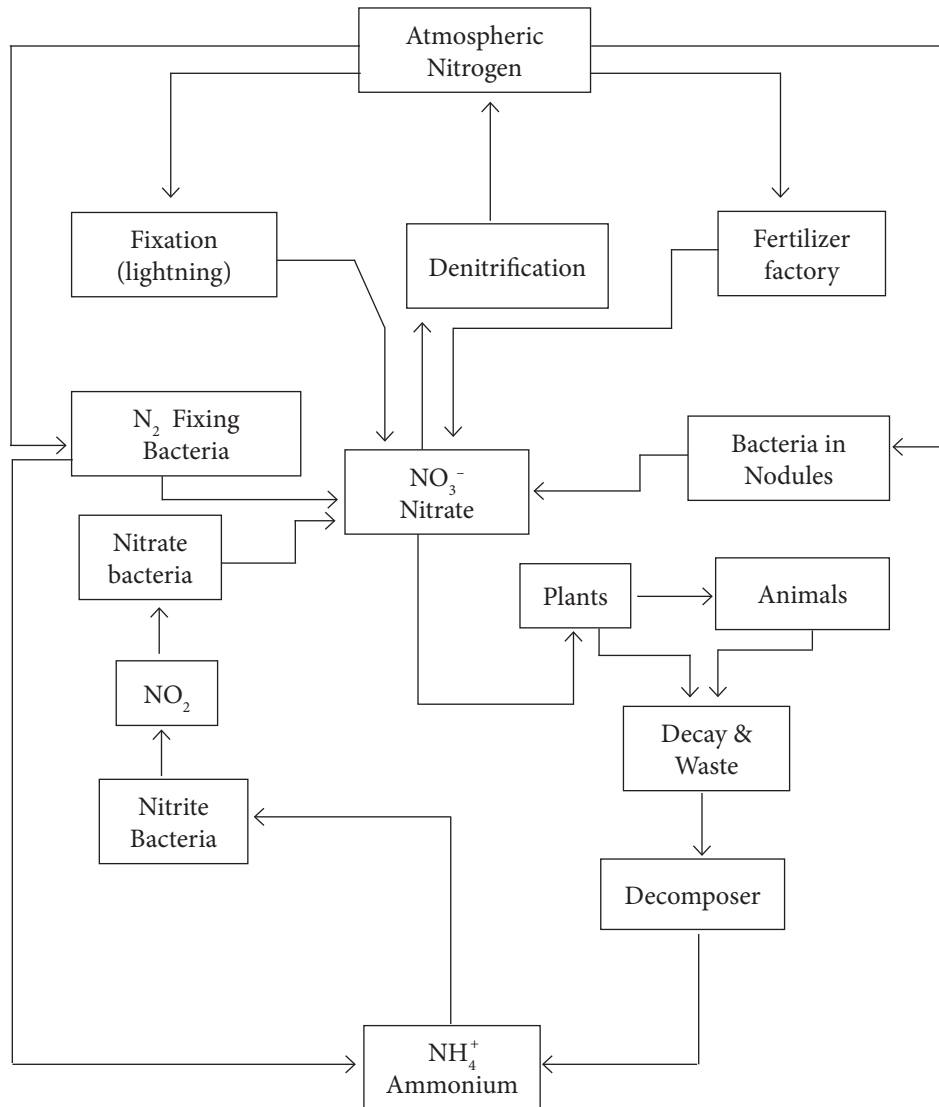 Atmospheric
Nitrogen
Fixation
(lightning)
Denitrification
Fertilizer
factory
N₂ Fixing
Bacteria
NO₃⁻
Nitrate
Bacteria in
Nodules
Nitrate
bacteria
Plants
Animals
NO₂
Decay &
Waste
Nitrite
Bacteria
Decomposer
NH₄⁺
Ammonium